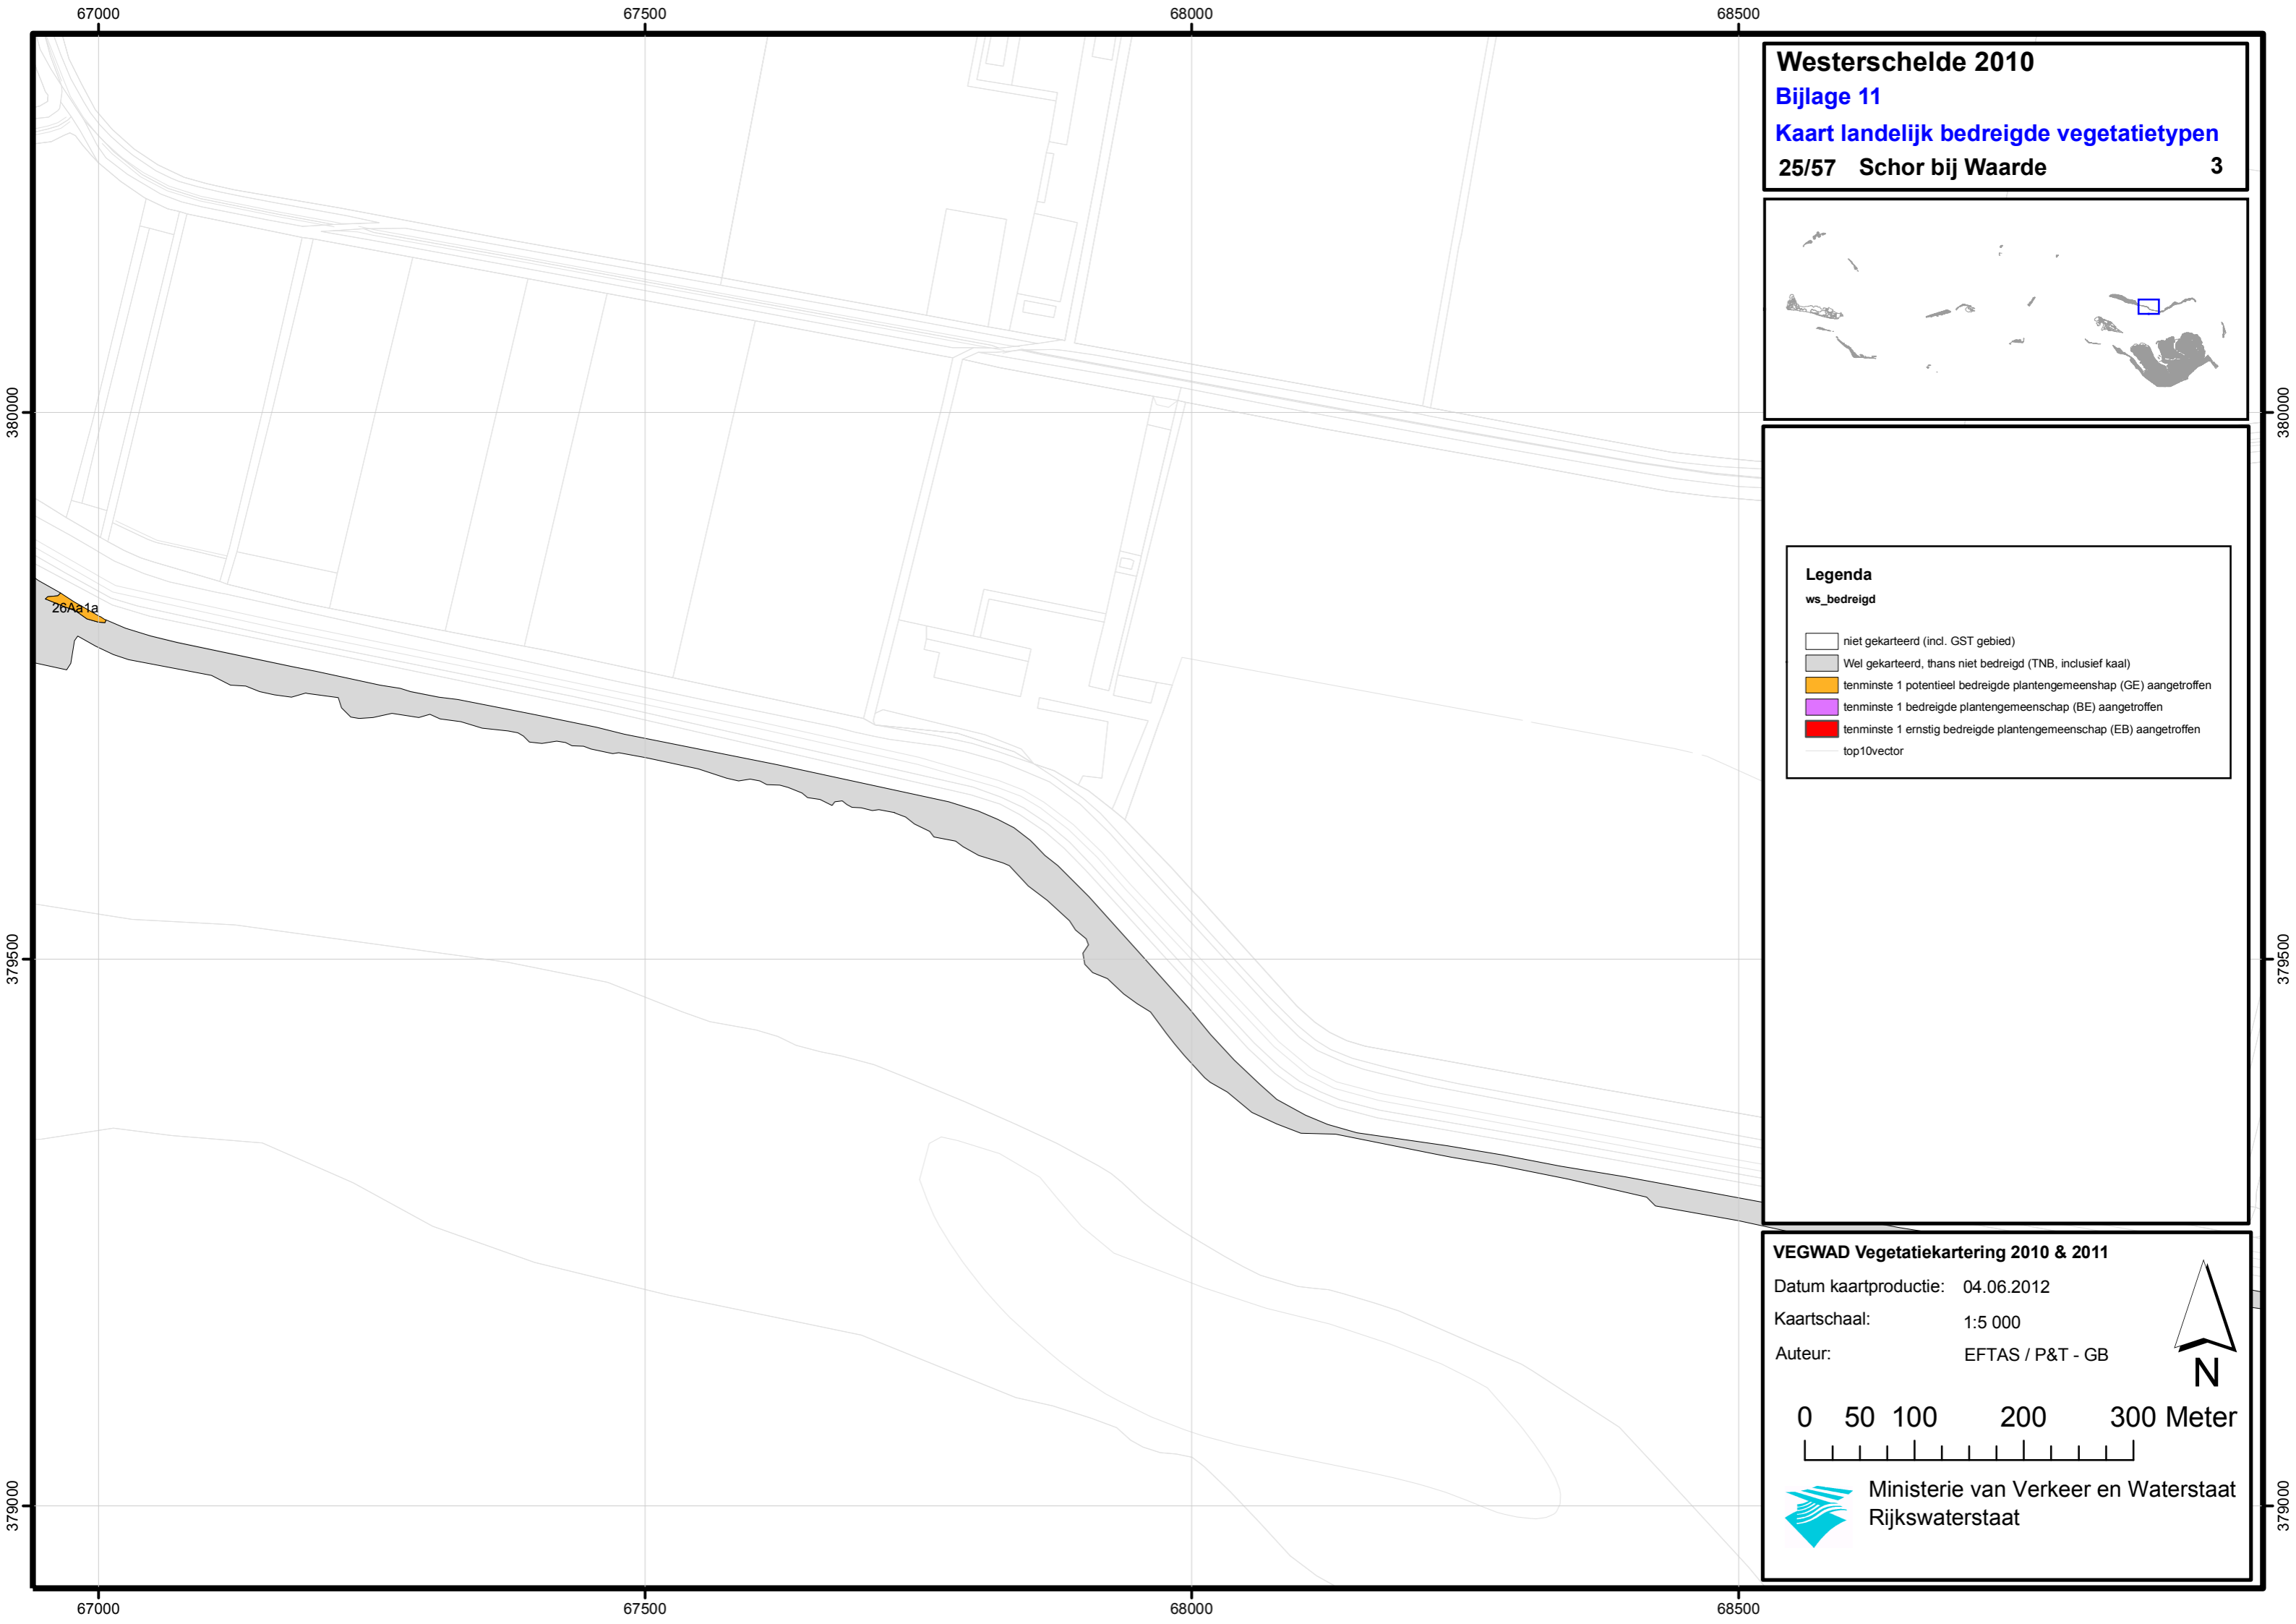 67000 67500 68000 68500
Westerschelde 2010
Bijlage 11
Kaart landelijk bedreigde vegetatietypen
25/57 Schor bij Waarde 3
380000 380000
Legenda
ws_bedreigd
niet gekarteerd (incl. GST gebied)
Wel gekarteerd, thans niet bedreigd (TNB, inclusief kaal)
tenminste 1 potentieel bedreigde plantengemeenshap (GE) aangetroffen
tenminste 1 bedreigde plantengemeenschap (BE) aangetroffen
tenminste 1 ernstig bedreigde plantengemeenschap (EB) aangetroffen
top10vector
26Aa1a
379500 379500
VEGWAD Vegetatiekartering 2010 & 2011
Datum kaartproductie: 04.06.2012
Kaartschaal: 1:5 000
Auteur: EFTAS / P&T - GB
N
0 50 100 200 300 Meter
Ministerie van Verkeer en Waterstaat
Rijkswaterstaat
379000 379000
67000 67500 68000 68500